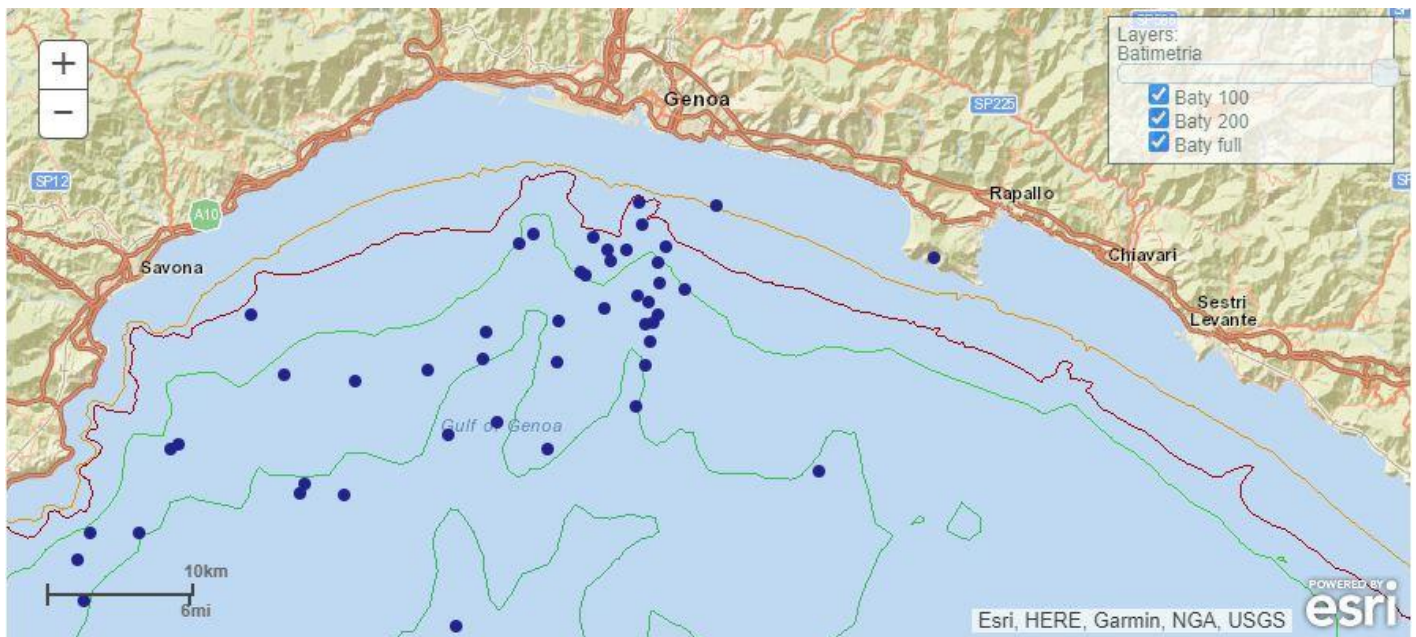 +
−
SP586
Layers:
Batimetria
Baty 100
Baty 200
Baty full
Genoa
SP225
SP12
A10
Rapallo
Savona
Chiavari
Sestri
Levante
Gulf of Genoa
10km
6mi
POWERED BY
esri
Esri, HERE, Garmin, NGA, USGS